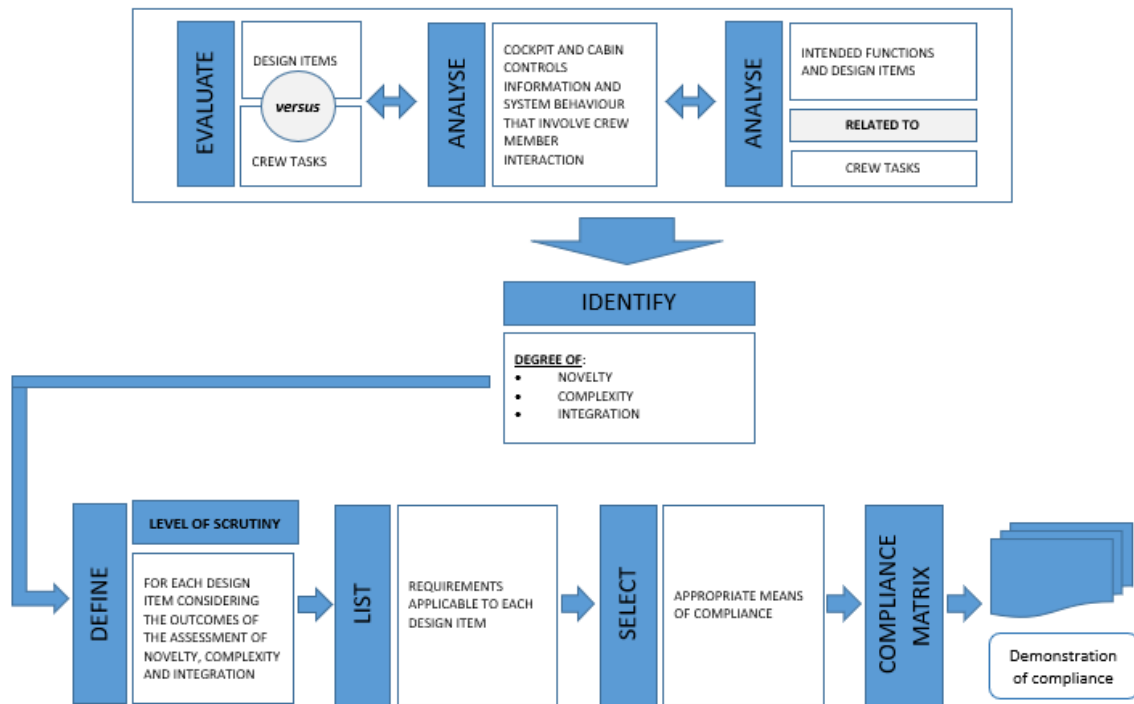 EVALUATE
DESIGN ITEMS
versus
CREW TASKS
ANALYSE
COCKPIT AND CABIN
CONTROLS
INFORMATION AND
SYSTEM BEHAVIOUR
THAT INVOLVE CREW
MEMBER
INTERACTION
ANALYSE
INTENDED FUNCTIONS
AND DESIGN ITEMS
RELATED TO
CREW TASKS
IDENTIFY
DEGREE OF:
• NOVELTY
• COMPLEXITY
• INTEGRATION
DEFINE
LEVEL OF SCRUTINY
FOR EACH DESIGN
ITEM CONSIDERING
THE OUTCOMES OF
THE ASSESSMENT OF
NOVELTY, COMPLEXITY
AND INTEGRATION
LIST
REQUIREMENTS
APPLICABLE TO EACH
DESIGN ITEM
SELECT
APPROPRIATE MEANS
OF COMPLIANCE
COMPLIANCE
MATRIX
Demonstration
of compliance